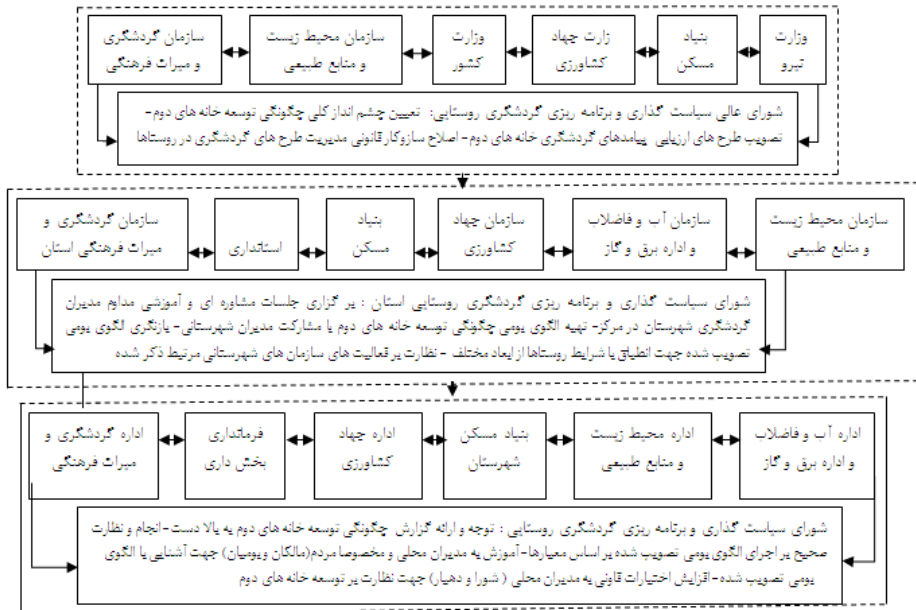 وزارت
نیرو
بنیاد
مسکن
زارت جهاد
کشاورزی
وزارت
کشور
سازمان محیط زیست
و منابع طبیعی
سازمان گردشگری
و میراث فرهنگی
شورای عالی سیاست گذاری و برنامه ریزی گردشگری روستایی: تعیین چشم انداز کلی چگونگی توسعه خانه های دوم-
تصویب طرح های ارزیابی پیامدهای گردشگری خانه های دوم- اصلاح سازوکار قانونی مدیریت طرح های گردشگری در روستاها
سازمان محیط زیست
و منابع طبیعی
سازمان آب و فاضلاب
و اداره برق و گاز
سازمان جهاد
کشاورزی
بنیاد
مسکن
استانداری
سازمان گردشگری و
میراث فرهنگی استان
شورای سیاست گذاری و برنامه ریزی گردشگری روستایی استان : بر گزاری جلسات مشاوره ای و آموزشی مداوم مدیران
گردشگری شهرستان در مرکز- تهیه الگوی بومی چگونگی توسعه خانه های دوم با مشارکت مدیران شهرستانی- بازنگری الگوی بومی
تصویب شده جهت انطباق با شرایط روستاها از ابعاد مختلف - نظارت بر فعالیت های سازمان های شهرستانی مرتبط ذکر شده
اداره آب و فاضلاب
و اداره برق و گاز
اداره محیط زیست
و منابع طبیعی
بنیاد مسکن
شهرستان
اداره جهاد
کشاورزی
فرمانداری
بخش داری
اداره گردشگری و
میراث فرهنگی
شورای سیاست گذاری و برنامه ریزی گردشگری روستایی : توجه و ارائه گزارش چگونگی توسعه خانه های دوم به بالا دست-انجام و نظارت
صحیح بر اجرای الگوی بومی تصویب شده بر اساس معیارها-آموزش به مدیران محلی و مخصوصا مردم(مالکان وبومیان) جهت آشنایی با الگوی
بومی تصویب شده-افزایش اختیارات قانونی به مدیران محلی ( شورا و دهیار) جهت نظارت بر توسعه خانه های دوم